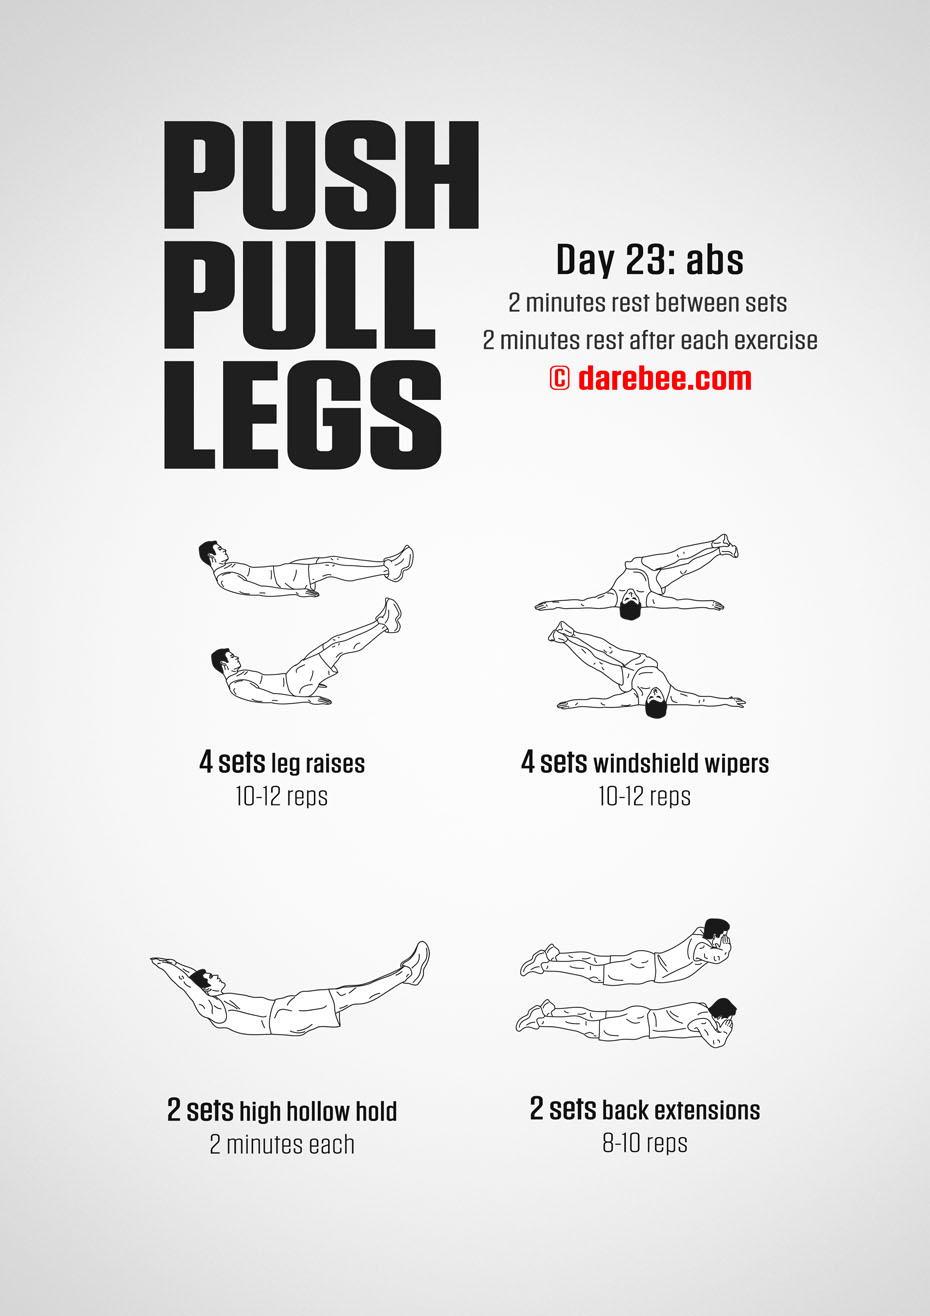 PUSH
PULL
LEGS
Day 23: abs
2 minutes rest between sets
2 minutes rest after each exercise
© darebee.com
4 sets leg raises
10-12 reps
4 sets windshield wipers
10-12 reps
2 sets high hollow hold
2 minutes each
2 sets back extensions
8-10 reps